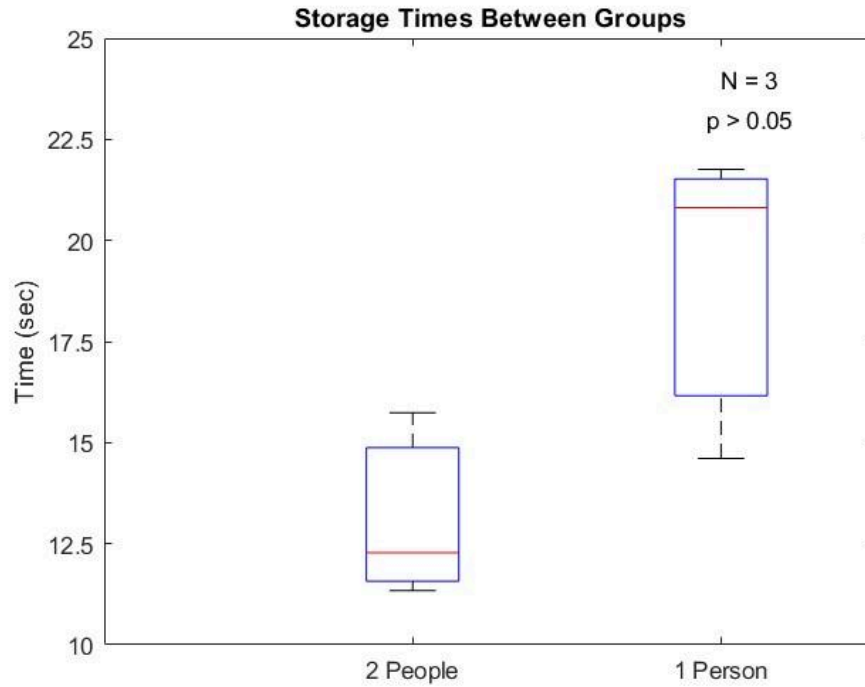 Storage Times Between Groups
25
N = 3
p > 0.05
22.5
20
17.5
15
12.5
10
Time (sec)
2 People
1 Person